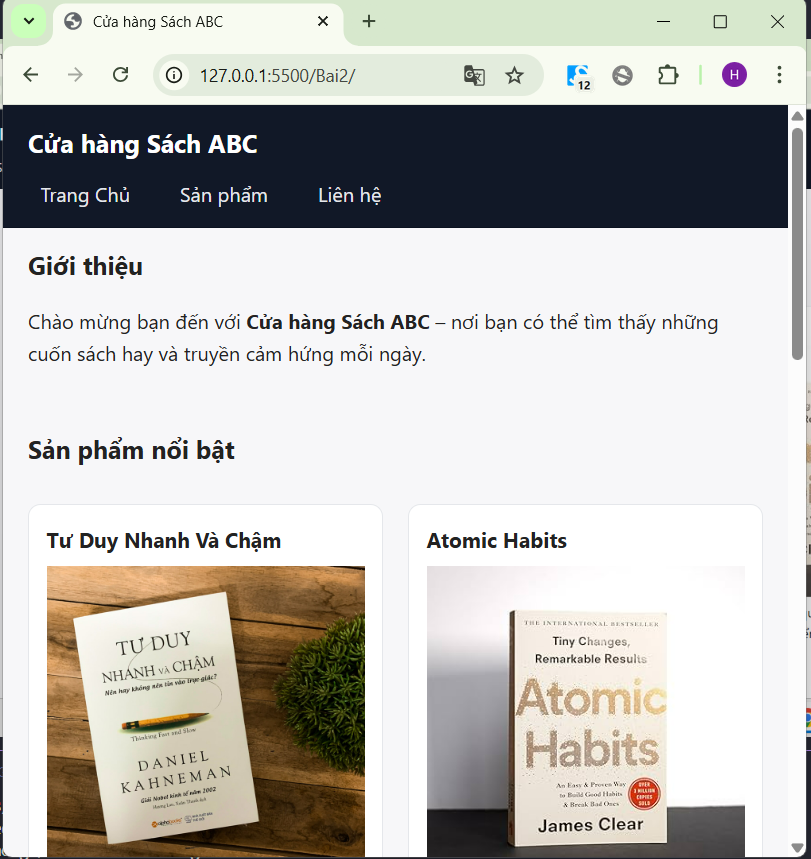 Cửa hàng Sách ABC
127.0.0.1:5500/Bai2/
12
H
Cửa hàng Sách ABC
Trang Chủ Sản phẩm Liên hệ
Giới thiệu
Chào mừng bạn đến với Cửa hàng Sách ABC – nơi bạn có thể tìm thấy những
cuốn sách hay và truyền cảm hứng mỗi ngày.
Sản phẩm nổi bật
Tư Duy Nhanh Và Chậm
TƯ DUY
NHANH VÀ CHẬM
Nên hay không nên tin vào trực giác?
Thinking Fast and Slow
DANIEL
KAHNEMAN
Giải Nobel kinh tế năm 2002
alphabooks
Atomic Habits
THE INTERNATIONAL BESTSELLER
Tiny Changes,
Remarkable Results
Atomic
Habits
An Easy & Proven Way
to Build Good Habits
& Break Bad Ones
OVER
3 MILLION
COPIES
SOLD
James Clear